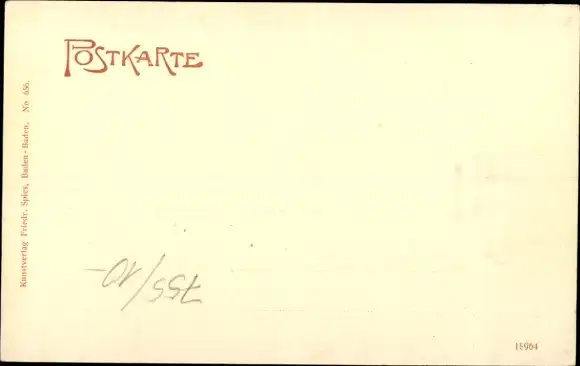 POSTKARTE
Kunstverlag Friedr. Spies, Baden-Baden. No 656.
755/10-
15964